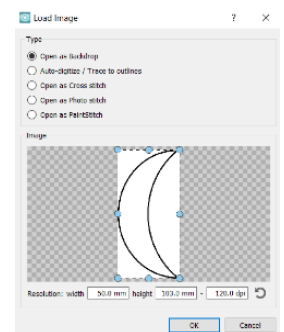 Load Image ? ×
Type
Open as Backdrop
Auto-digitize / Trace to outlines
Open as Cross stitch
Open as Photo stitch
Open as PaintStitch
Image
Resolution: width 50.0 mm height 103.0 mm - 120.0 dpi
OK Cancel